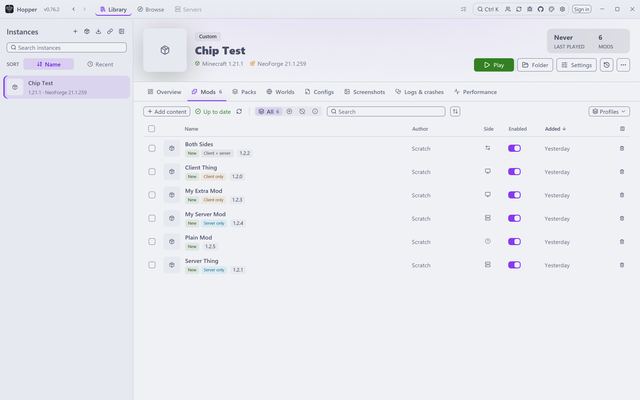 Hopper v0.76.2 Library Browse Servers Ctrl K Sign in
Instances
Search instances
SORT Name Recent
Chip Test
1.21.1 · NeoForge 21.1.219
Custom
Chip Test
Minecraft 1.21.1 NeoForge 21.1.219
Never 6
LAST PLAYED MODS
Play Folder Settings
Overview Mods 6 Packs Worlds Configs Screenshots Logs & crashes Performance
+ Add content Up to date All 6 Search Profiles
Name Author Side Enabled Added ↓
Both Sides
New Client + server 1.2.2 Scratch Yesterday
Client Thing
New Client only 1.2.0 Scratch Yesterday
My Extra Mod
New Client only 1.2.3 Scratch Yesterday
My Server Mod
New Server only 1.2.4 Scratch Yesterday
Plain Mod
New 1.2.5 Scratch Yesterday
Server Thing
New Server only 1.2.1 Scratch Yesterday